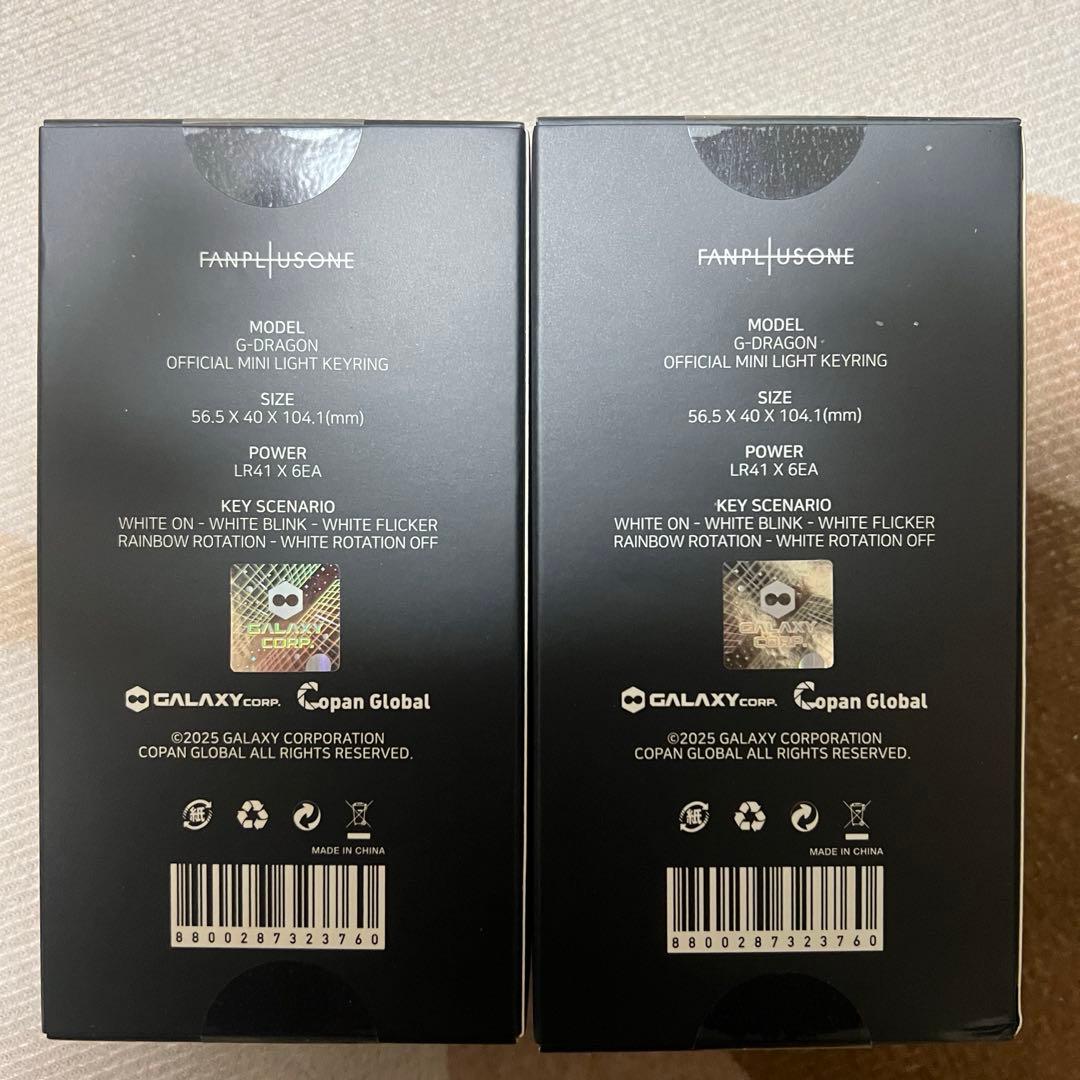 FANPLUSONE
MODEL
G-DRAGON
OFFICIAL MINI LIGHT KEYRING
SIZE
56.5 X 40 X 104.1(mm)
POWER
LR41 X 6EA
KEY SCENARIO
WHITE ON - WHITE BLINK - WHITE FLICKER
RAINBOW ROTATION - WHITE ROTATION OFF
GALAXY
CORP.
GALAXY CORP. Copan Global
©2025 GALAXY CORPORATION
COPAN GLOBAL ALL RIGHTS RESERVED.
紙
MADE IN CHINA
8800287323760
FANPLUSONE
MODEL
G-DRAGON
OFFICIAL MINI LIGHT KEYRING
SIZE
56.5 X 40 X 104.1(mm)
POWER
LR41 X 6EA
KEY SCENARIO
WHITE ON - WHITE BLINK - WHITE FLICKER
RAINBOW ROTATION - WHITE ROTATION OFF
GALAXY
CORP.
GALAXY CORP. Copan Global
©2025 GALAXY CORPORATION
COPAN GLOBAL ALL RIGHTS RESERVED.
紙
MADE IN CHINA
8800287323760